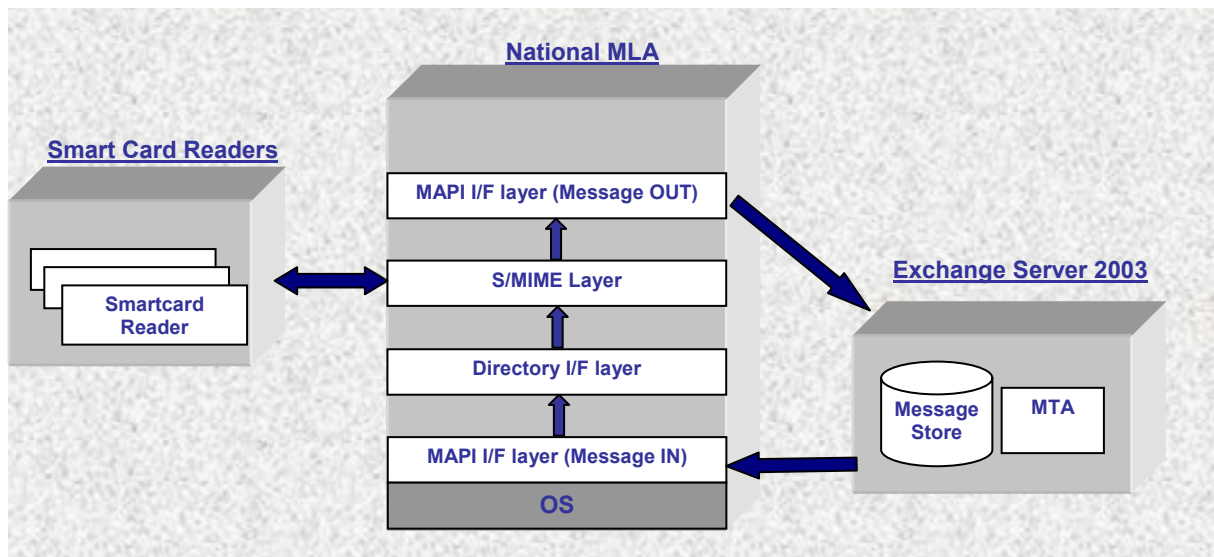 National MLA
Smart Card Readers
MAPI I/F layer (Message OUT)
S/MIME Layer
Exchange Server 2003
Smartcard
Reader
Directory I/F layer
Message
Store
MTA
MAPI I/F layer (Message IN)
OS